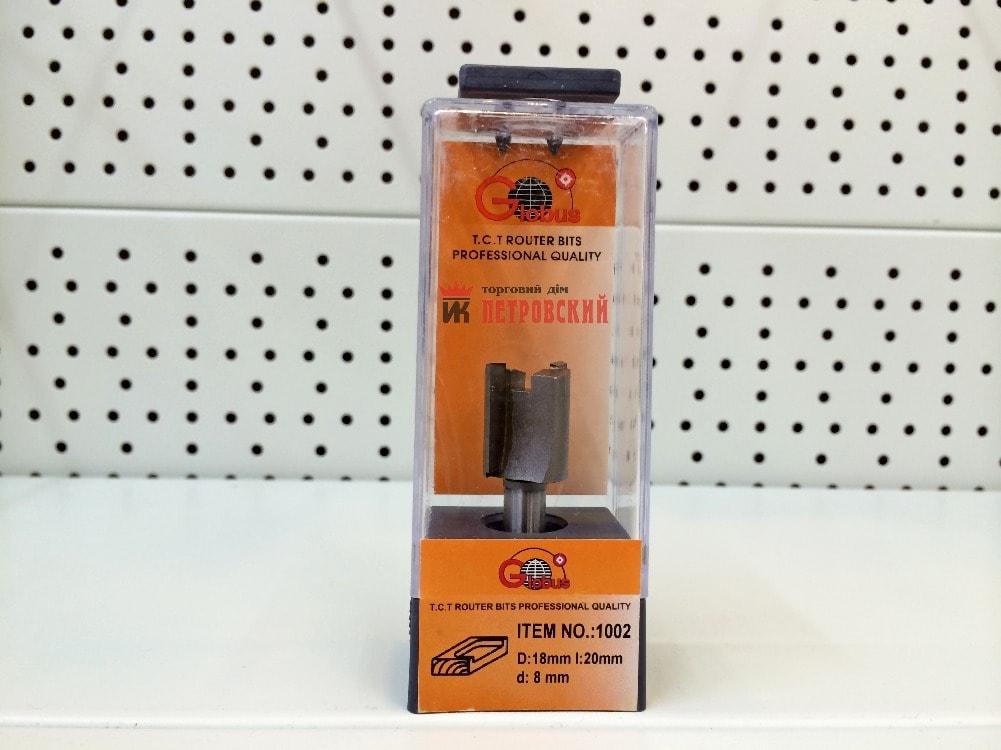 Globus
T.C.T ROUTER BITS
PROFESSIONAL QUALITY
торговий дім
ИК ПЕТРОВСКИЙ
Globus
T.C.T ROUTER BITS PROFESSIONAL QUALITY
ITEM NO.:1002
D:18mm l:20mm
d: 8 mm